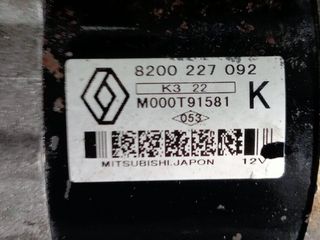 8200 227 092
K3 22
M000T91581 K
053
MITSUBISHI.JAPON 12V